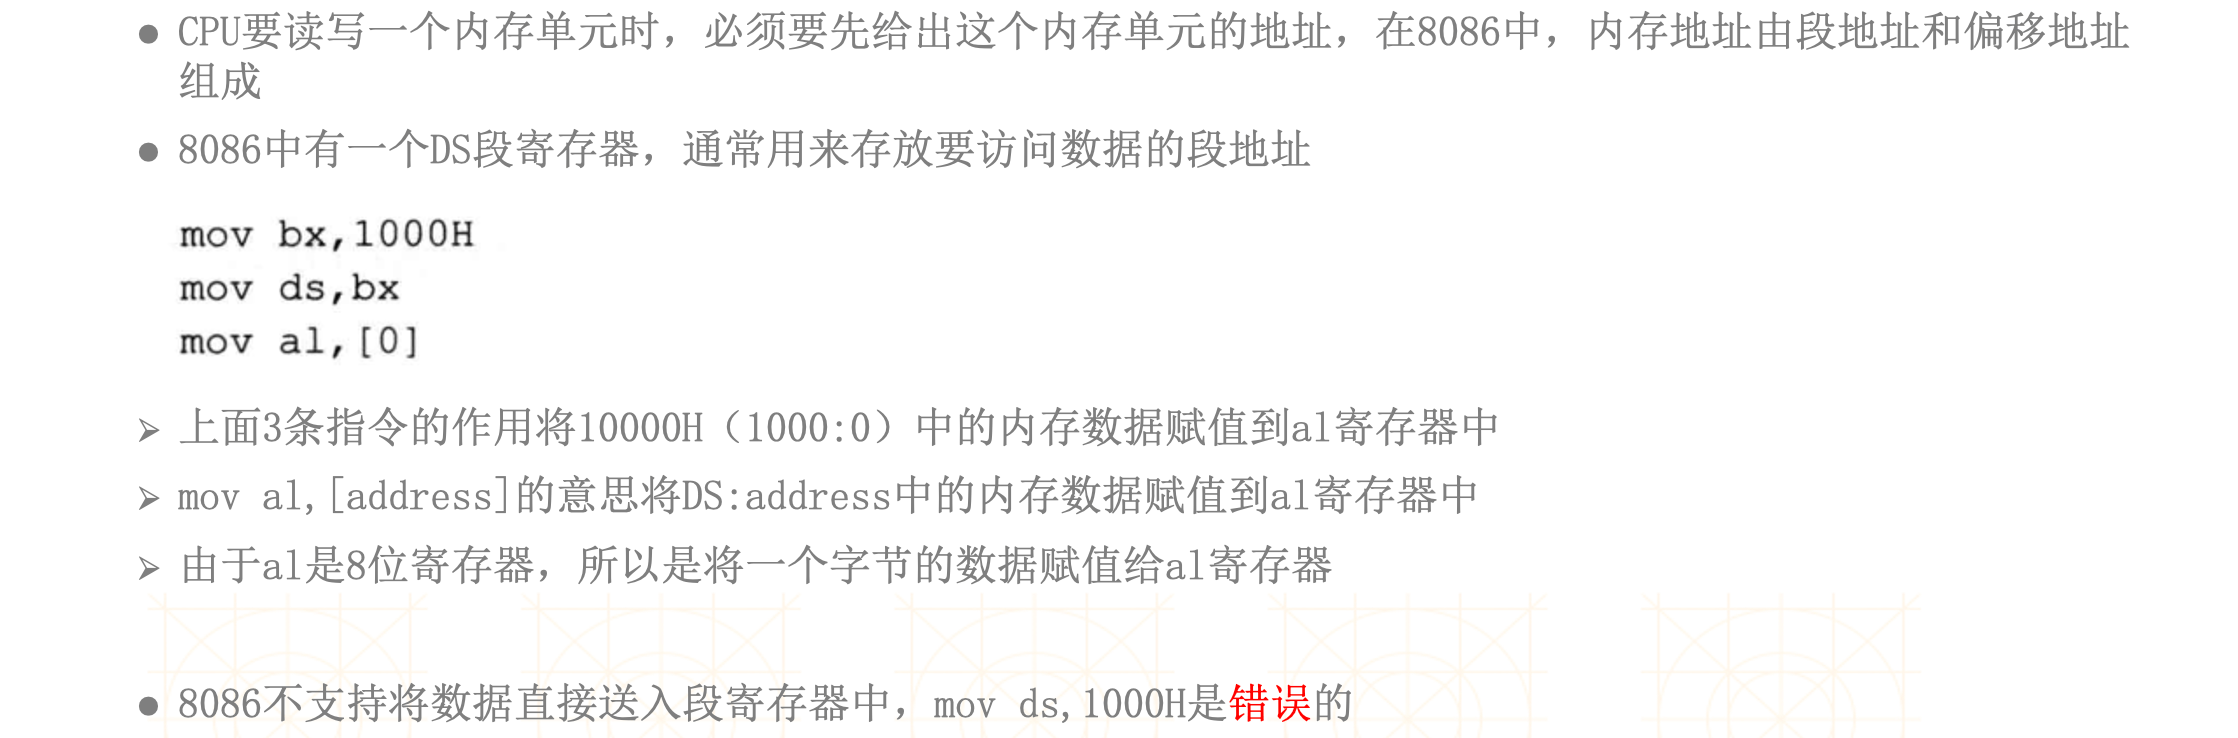 ● CPU要读写一个内存单元时，必须要先给出这个内存单元的地址，在8086中，内存地址由段地址和偏移地址
组成
● 8086中有一个DS段寄存器，通常用来存放要访问数据的段地址
mov bx,1000H
mov ds,bx
mov al,[0]
➢ 上面3条指令的作用将10000H（1000:0）中的内存数据赋值到al寄存器中
➢ mov al,[address]的意思将DS:address中的内存数据赋值到al寄存器中
➢ 由于al是8位寄存器，所以是将一个字节的数据赋值给al寄存器
● 8086不支持将数据直接送入段寄存器中，mov ds,1000H是错误的